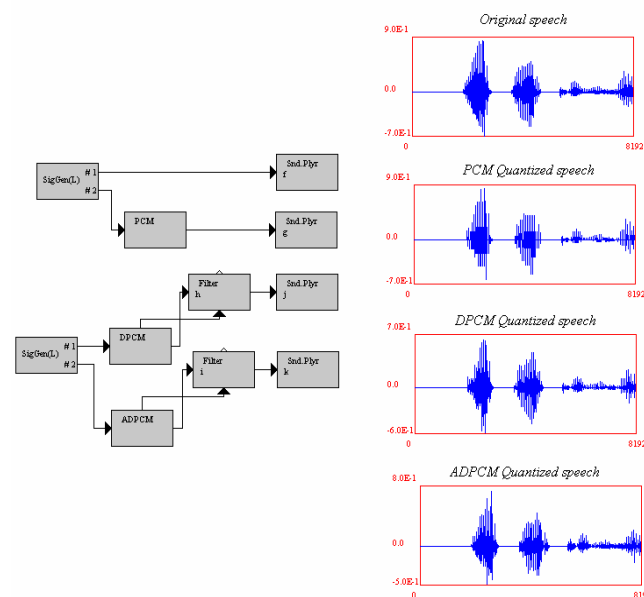 Original speech
9.0E-1
0.0
-7.0E-1
0
8192
PCM Quantized speech
9.0E-1
0.0
-7.0E-1
0
8192
DPCM Quantized speech
7.0E-1
0.0
-6.0E-1
0
8192
ADPCM Quantized speech
8.0E-1
0.0
-5.0E-1
0
819
SigGen(L)
# 1
# 2
Snd.Plyr
f
PCM
Snd.Plyr
g
Filter
h
Snd.Plyr
j
SigGen(L)
# 1
# 2
DPCM
Filter
i
Snd.Plyr
k
ADPCM